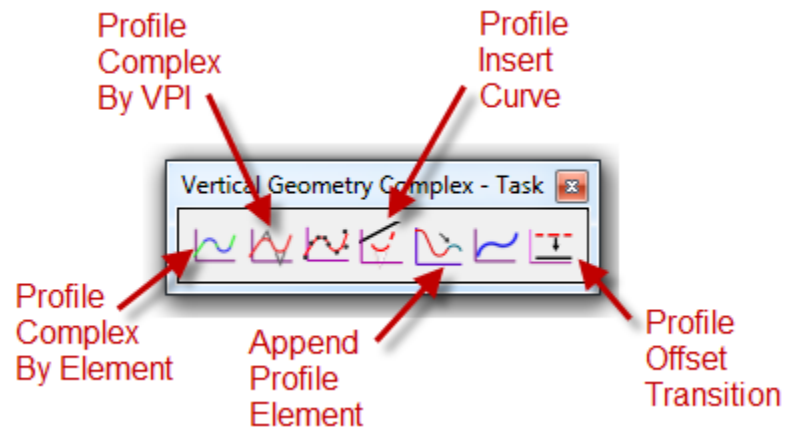 Profile
Complex
By VPI
Profile
Insert
Curve
Vertical Geometry Complex - Task
Profile
Complex
By Element
Append
Profile
Element
Profile
Offset
Transition